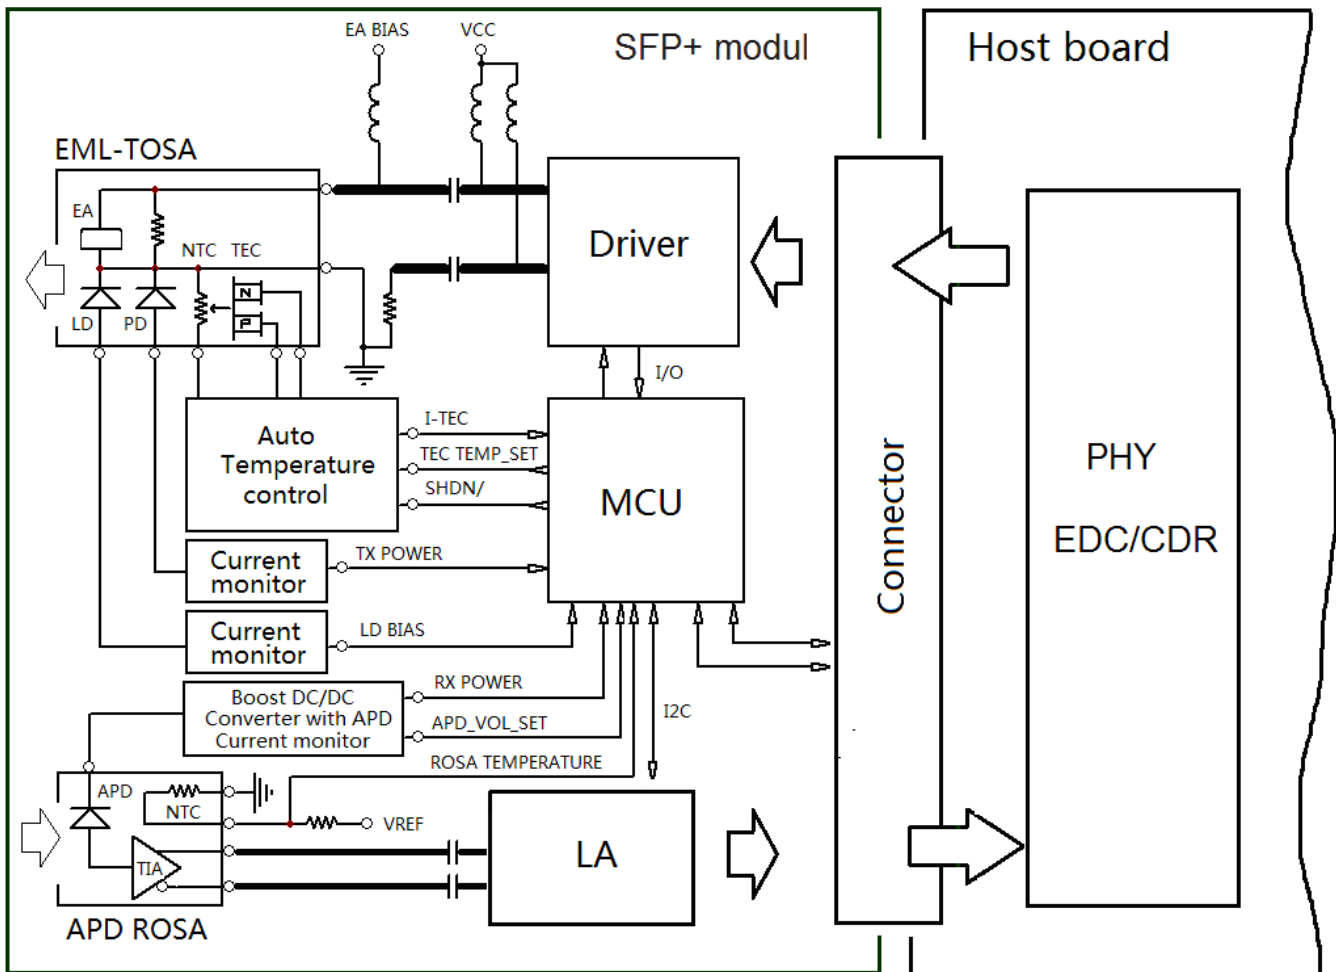 EA BIAS
VCC
SFP+ modul
Host board
EML-TOSA
EA
NTC
TEC
N
P
LD
PD
Driver
I/O
Auto
Temperature
control
I-TEC
TEC TEMP_SET
SHDN/
MCU
Connector
PHY
EDC/CDR
Current
monitor
TX POWER
Current
monitor
LD BIAS
Boost DC/DC
Converter with APD
Current monitor
RX POWER
APD_VOL_SET
I2C
ROSA TEMPERATURE
APD
NTC
VREF
TIA
LA
APD ROSA